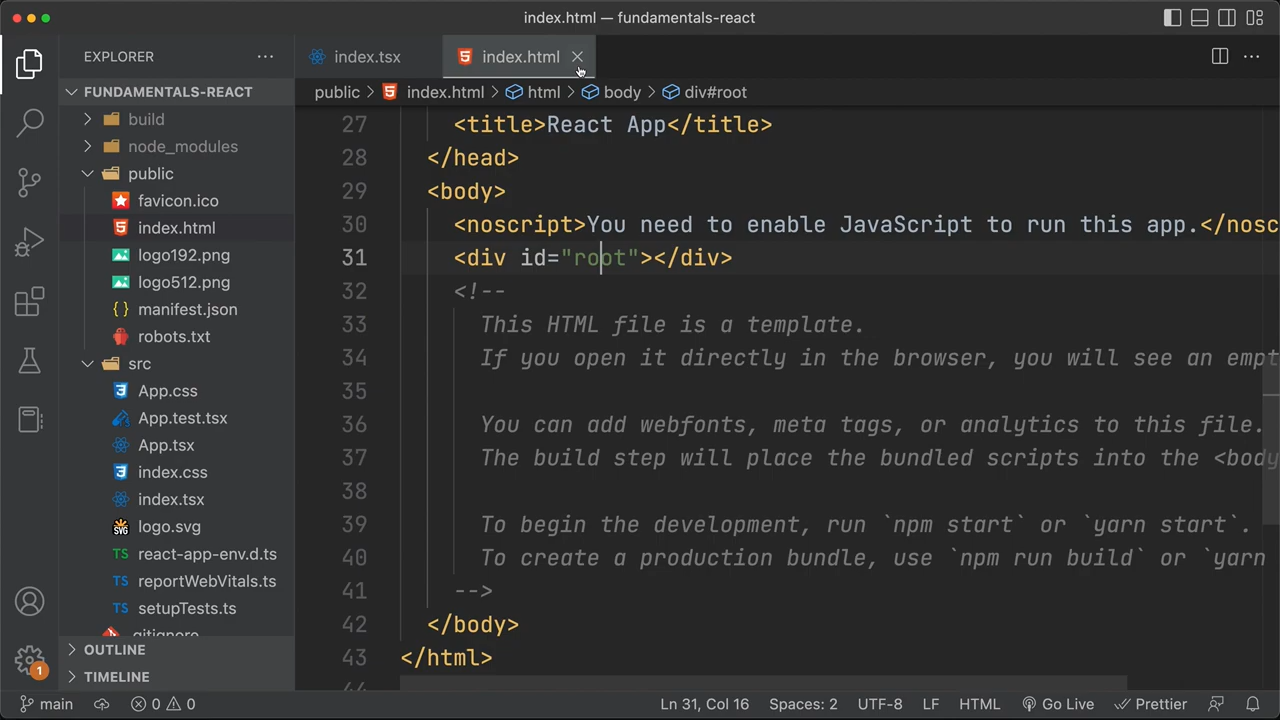 index.html — fundamentals-react
EXPLORER
index.tsx
index.html
FUNDAMENTALS-REACT
public > index.html > html > body > div#root
build
node_modules
public
favicon.ico
index.html
logo192.png
logo512.png
manifest.json
robots.txt
src
App.css
App.test.tsx
App.tsx
index.css
index.tsx
logo.svg
TS react-app-env.d.ts
TS reportWebVitals.ts
TS setupTests.ts
.gitignore
OUTLINE
TIMELINE
27 <title>React App</title>
28 </head>
29 <body>
30 <noscript>You need to enable JavaScript to run this app.</nosc
31 <div id="root"></div>
32 <!--
33 This HTML file is a template.
34 If you open it directly in the browser, you will see an empt
35
36 You can add webfonts, meta tags, or analytics to this file.
37 The build step will place the bundled scripts into the <body
38
39 To begin the development, run `npm start` or `yarn start`.
40 To create a production bundle, use `npm run build` or `yarn
41 -->
42 </body>
43 </html>
44
1
main 0 0 Ln 31, Col 16 Spaces: 2 UTF-8 LF HTML Go Live Prettier